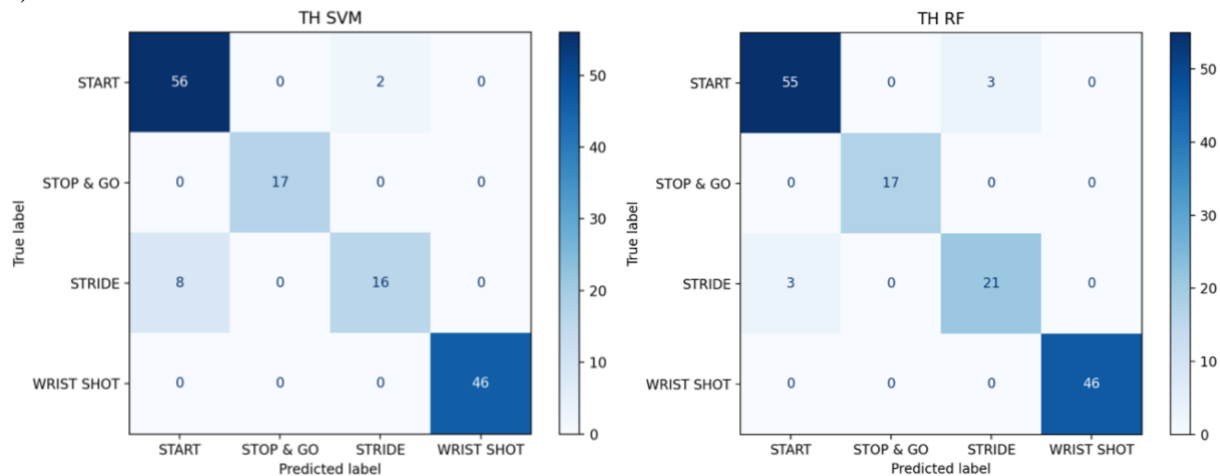 TH SVM
START
56 0 2 0
STOP & GO
0 17 0 0
STRIDE
8 0 16 0
WRIST SHOT
0 0 0 46
START STOP & GO STRIDE WRIST SHOT
Predicted label
True label
50
40
30
20
10
0
TH RF
START
55 0 3 0
STOP & GO
0 17 0 0
STRIDE
3 0 21 0
WRIST SHOT
0 0 0 46
START STOP & GO STRIDE WRIST SHOT
Predicted label
True label
50
40
30
20
10
0